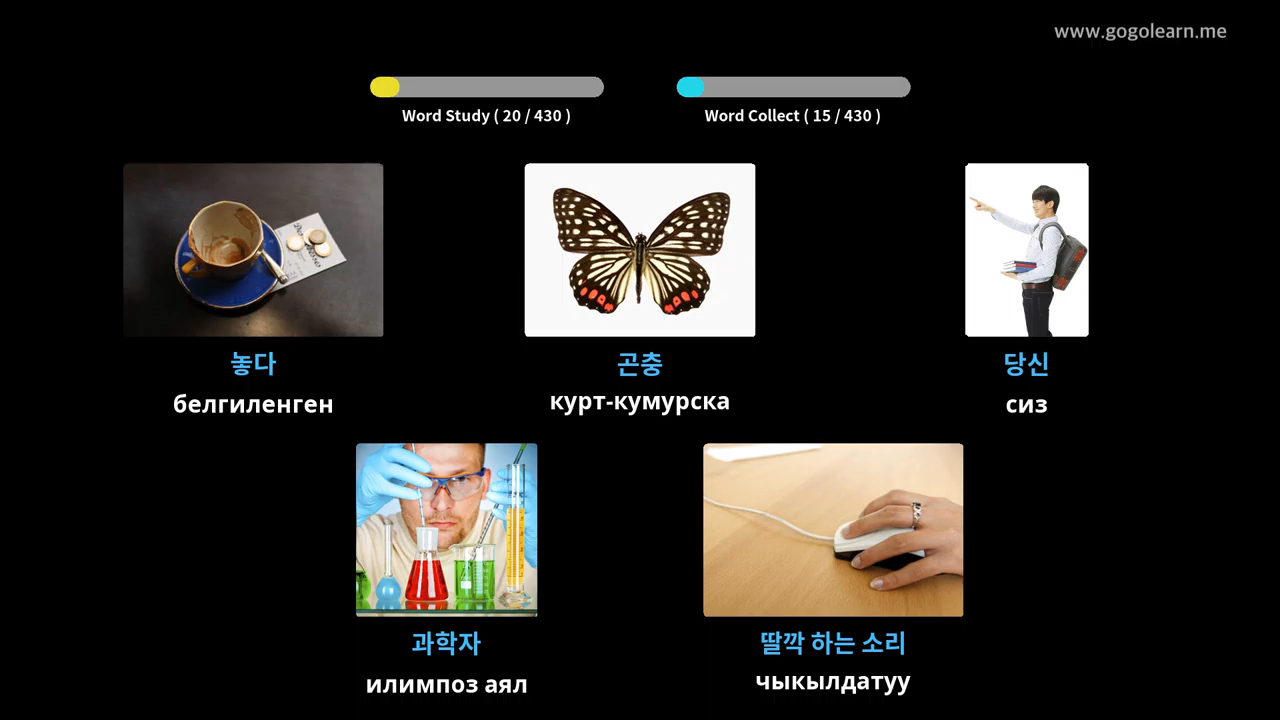 www.gogolearn.me
Word Study ( 20 / 430 )
Word Collect ( 15 / 430 )
놓다
белгиленген
곤충
курт-кумурска
당신
сиз
과학자
илимпоз аял
딸깍 하는 소리
чыкылдатуу